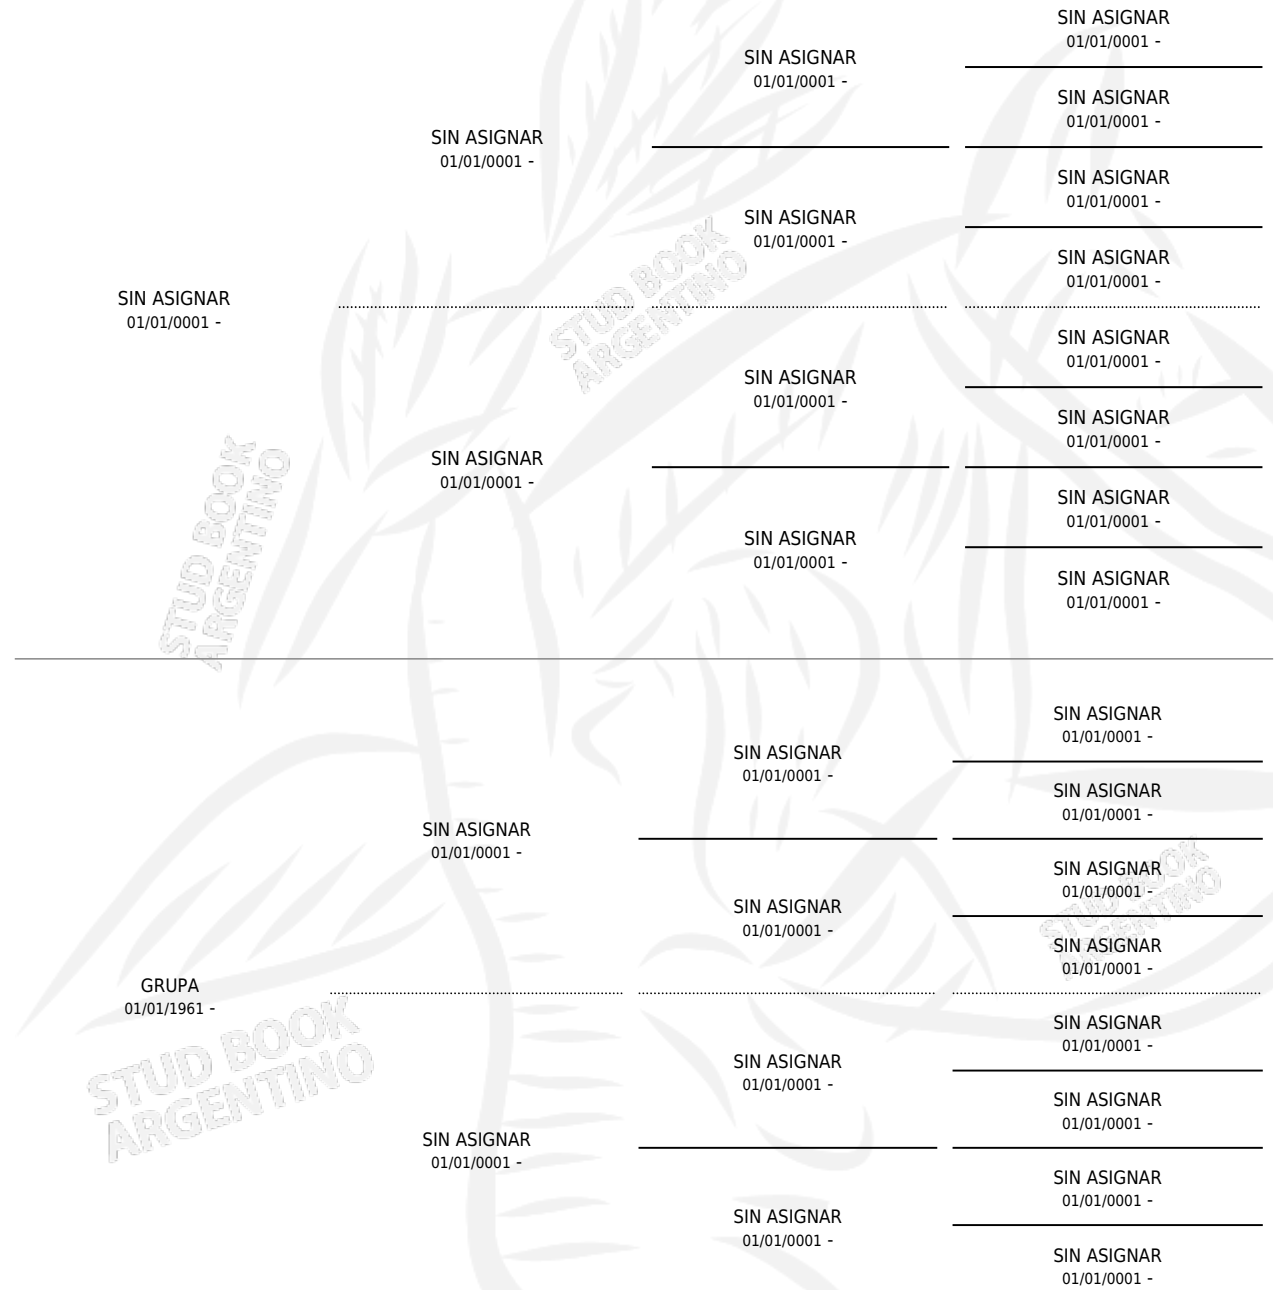 SIN ASIGNAR
01/01/0001 -
SIN ASIGNAR
01/01/0001 -
SIN ASIGNAR
01/01/0001 -
SIN ASIGNAR
01/01/0001 -
SIN ASIGNAR
01/01/0001 -
SIN ASIGNAR
01/01/0001 -
SIN ASIGNAR
01/01/0001 -
SIN ASIGNAR
01/01/0001 -
SIN ASIGNAR
01/01/0001 -
SIN ASIGNAR
01/01/0001 -
SIN ASIGNAR
01/01/0001 -
SIN ASIGNAR
01/01/0001 -
SIN ASIGNAR
01/01/0001 -
SIN ASIGNAR
01/01/0001 -
SIN ASIGNAR
01/01/0001 -
STUD BOOK
ARGENTINO
STUD BOOK
ARGENTINO
SIN ASIGNAR
01/01/0001 -
SIN ASIGNAR
01/01/0001 -
SIN ASIGNAR
01/01/0001 -
SIN ASIGNAR
01/01/0001 -
SIN ASIGNAR
01/01/0001 -
SIN ASIGNAR
01/01/0001 -
SIN ASIGNAR
01/01/0001 -
GRUPA
01/01/1961 -
SIN ASIGNAR
01/01/0001 -
SIN ASIGNAR
01/01/0001 -
SIN ASIGNAR
01/01/0001 -
SIN ASIGNAR
01/01/0001 -
SIN ASIGNAR
01/01/0001 -
SIN ASIGNAR
01/01/0001 -
SIN ASIGNAR
01/01/0001 -
STUD BOOK
ARGENTINO
STUD BOOK
ARGENTINO